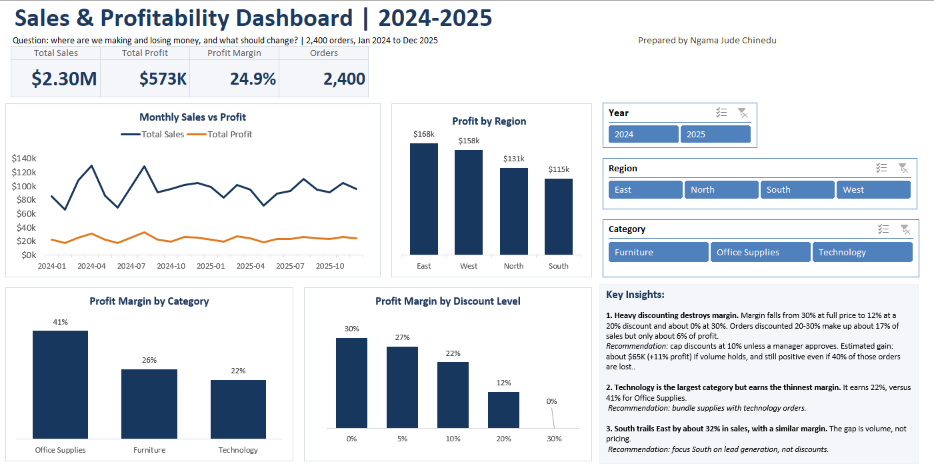 Sales & Profitability Dashboard | 2024-2025
Question: where are we making and losing money, and what should change? | 2,400 orders, Jan 2024 to Dec 2025
Prepared by Ngama Jude Chinedu
Total Sales Total Profit Profit Margin Orders
$2.30M $573K 24.9% 2,400
Monthly Sales vs Profit
Total Sales Total Profit
$140k
$120k
$100k
$80k
$60k
$40k
$20k
$0k
2024-01 2024-04 2024-07 2024-10 2025-01 2025-04 2025-07 2025-10
Profit by Region
$168k $158k $131k $115k
East West North South
Year
2024 2025
Region
East North South West
Category
Furniture Office Supplies Technology
Profit Margin by Category
41% 26% 22%
Office Supplies Furniture Technology
Profit Margin by Discount Level
30% 27% 22% 12% 0%
0% 5% 10% 20% 30%
Key Insights:
1. Heavy discounting destroys margin. Margin falls from 30% at full price to 12% at a
20% discount and about 0% at 30%. Orders discounted 20-30% make up about 17% of
sales but only about 6% of profit.
Recommendation: cap discounts at 10% unless a manager approves. Estimated gain:
about $65K (+11% profit) if volume holds, and still positive even if 40% of those orders
are lost..
2. Technology is the largest category but earns the thinnest margin. It earns 22%, versus
41% for Office Supplies.
Recommendation: bundle supplies with technology orders.
3. South trails East by about 32% in sales, with a similar margin. The gap is volume, not
pricing.
Recommendation: focus South on lead generation, not discounts.